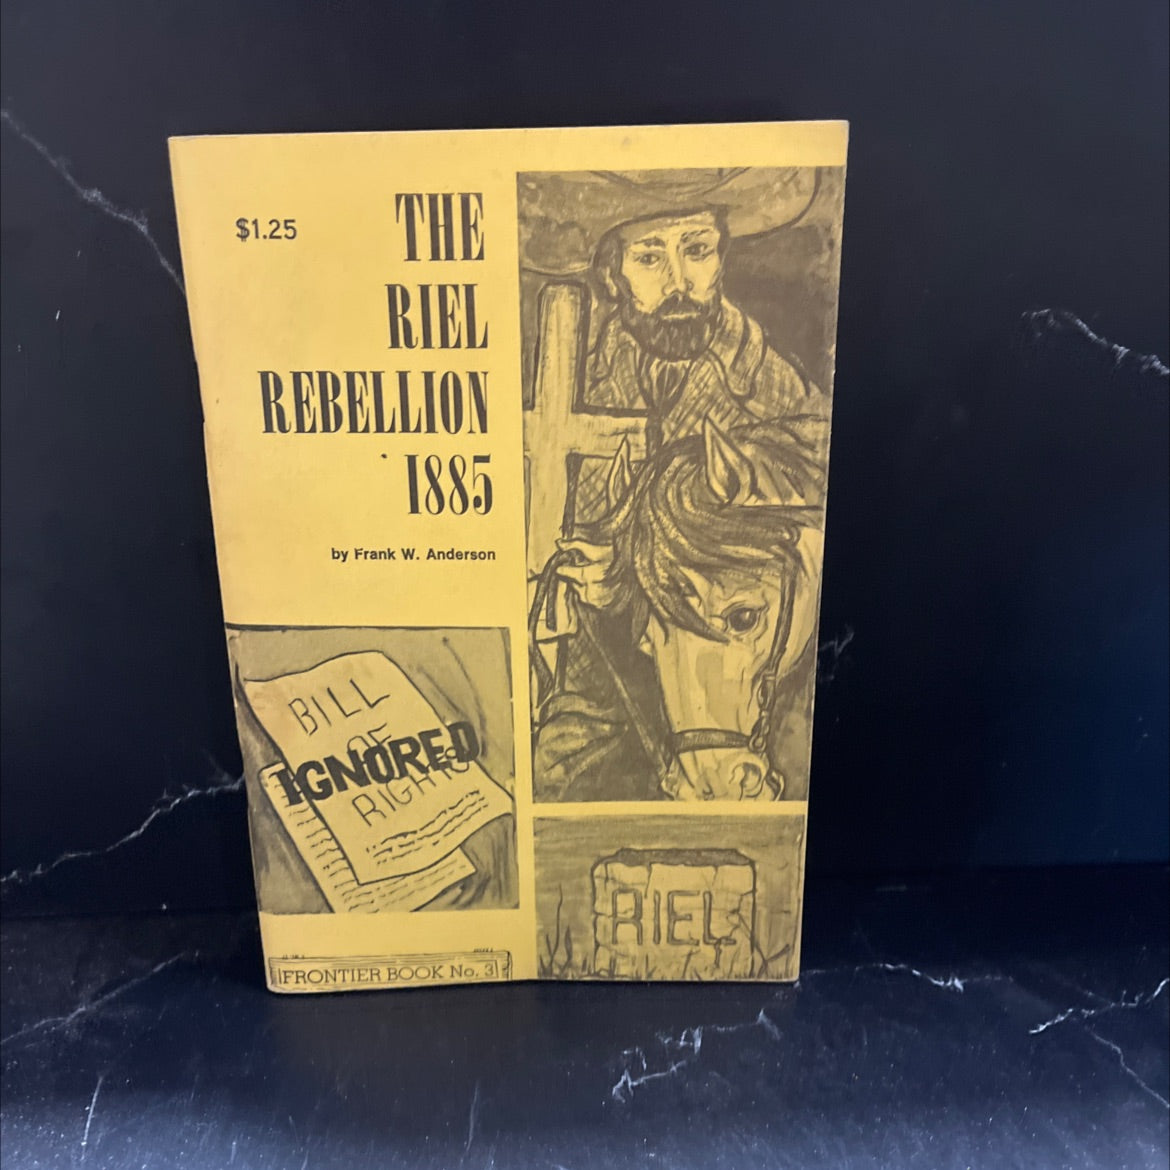 $1.25
THE
RIEL
REBELLION
1885
by Frank W. Anderson
BILL
OF
IGNORED
RIGHTS
RIEL
FRONTIER BOOK No. 3